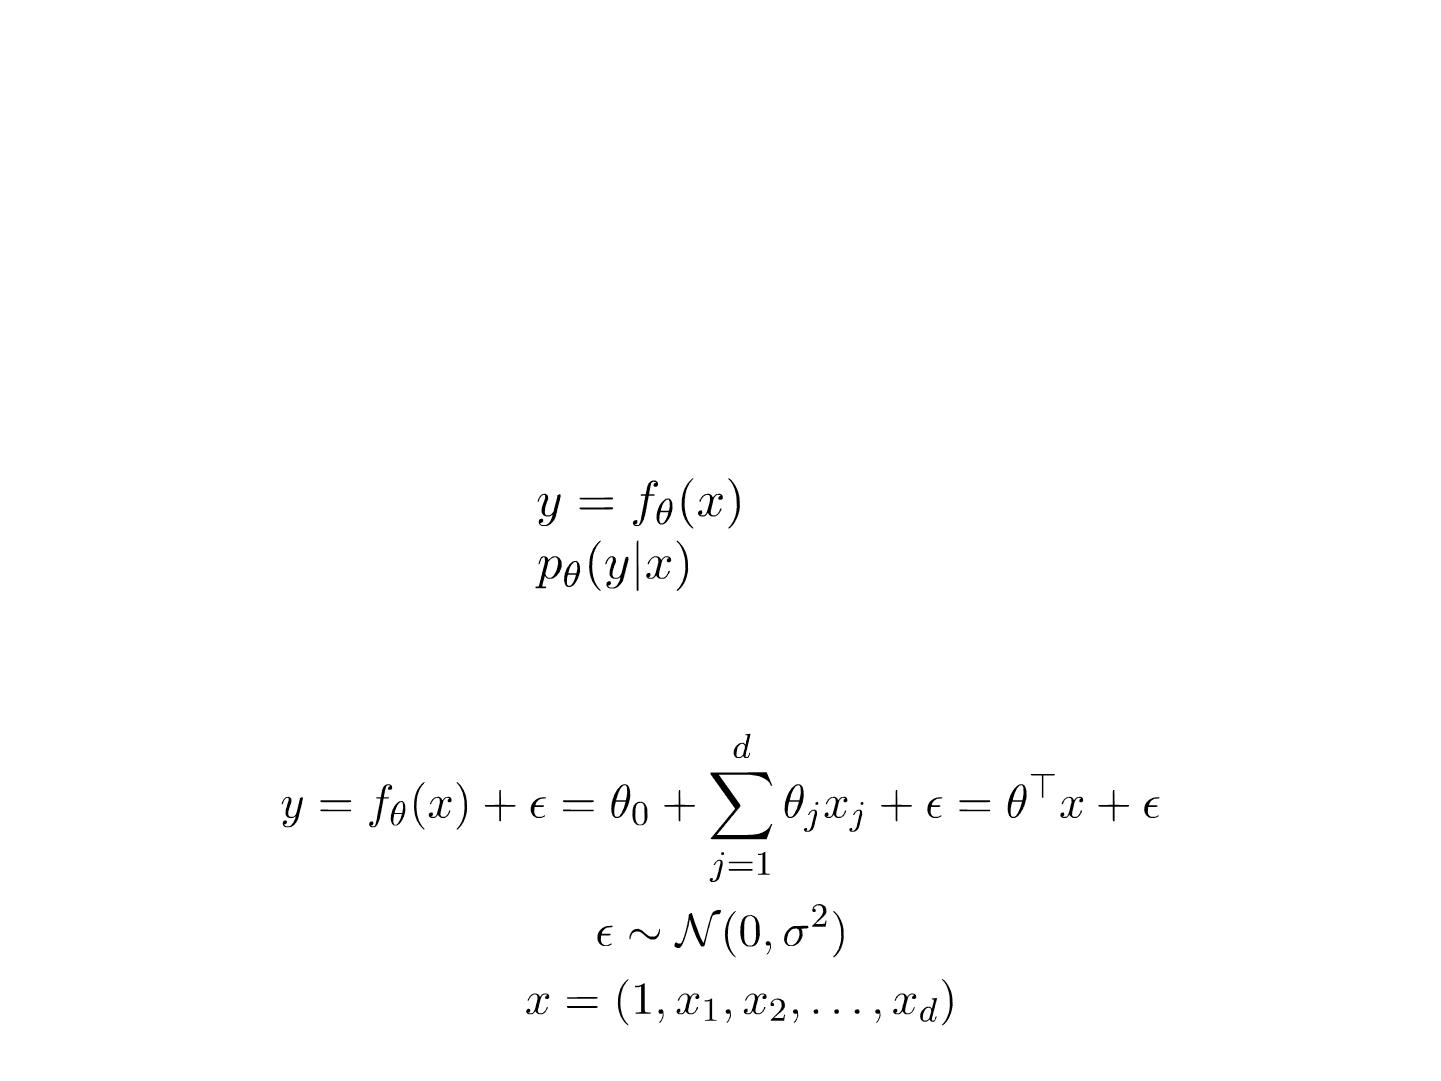 y = f_θ(x)
p_θ(y|x)
y = f_θ(x) + ϵ = θ_0 + ∑_{j=1}^{d} θ_j x_j + ϵ = θ^⊤ x + ϵ
ϵ ∼ 𝒩(0, σ^2)
x = (1, x_1, x_2, . . . , x_d)